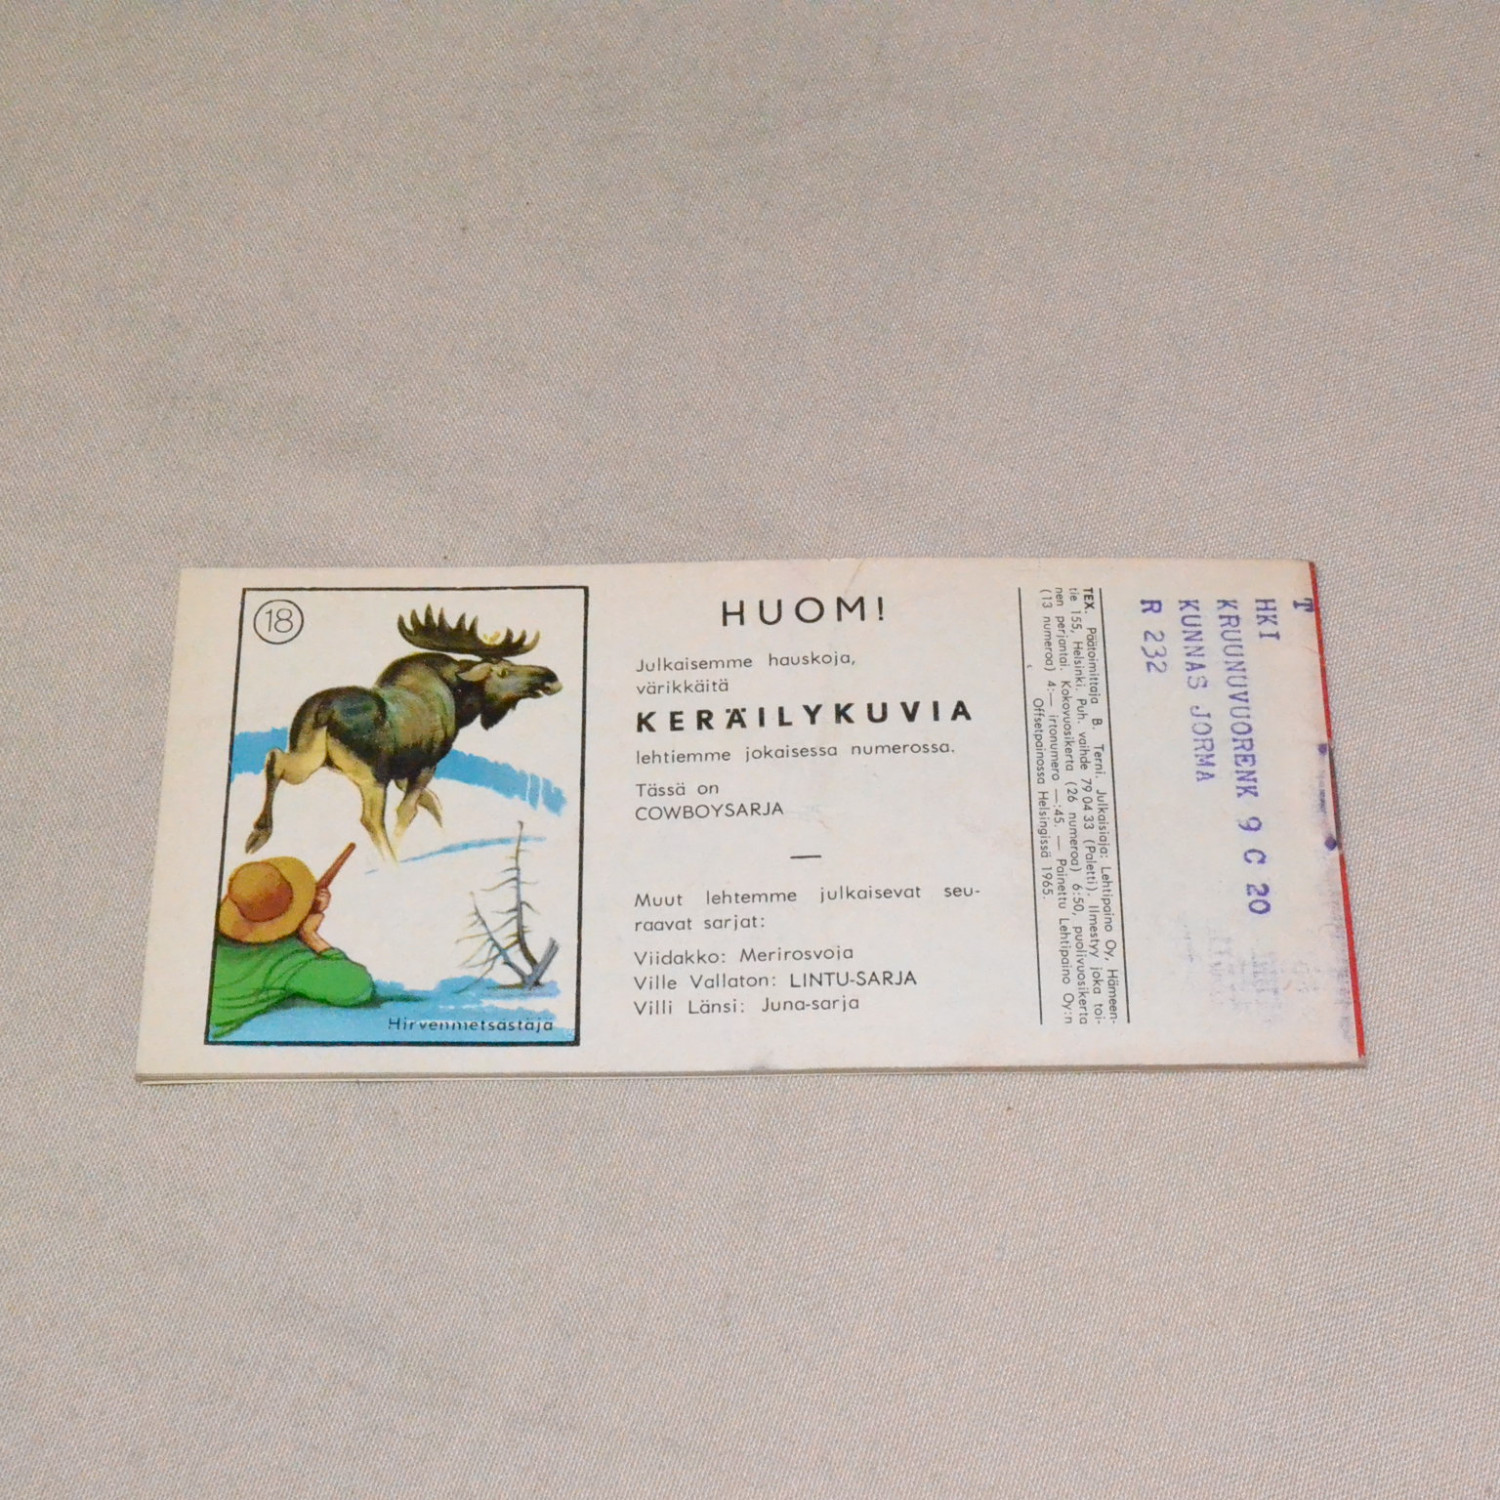 18
Hirvenmetsästäjä
HUOM!
Julkaisemme hauskoja,
värikkäitä
KERÄILYKUVIA
lehtiemme jokaisessa numerossa.
Tässä on
COWBOYSARJA
—
Muut lehtemme julkaisevat seu-
raavat sarjat:
Viidakko: Merirosvoja
Ville Vallaton: LINTU-SARJA
Villi Länsi: Juna-sarja
TEX. Päätoimittaja B. Terni. Julkaisija: Lehtipaino Oy, Hämeen-
tie 155, Helsinki. Puh. vaihde 79 04 33 (Paletti). Ilmestyy joka toi-
nen perjantai. Kokovuosikerta (26 numeroa) 6:50, puolivuosikerta
(13 numeroa) 4:— irtonumero —:45. — Painettu Lehtipaino Oy:n
Offsetpainossa Helsingissä 1965.
T
HKI
KRUUNUVUORENK 9 C 20
KUNNAS JORMA
R 232